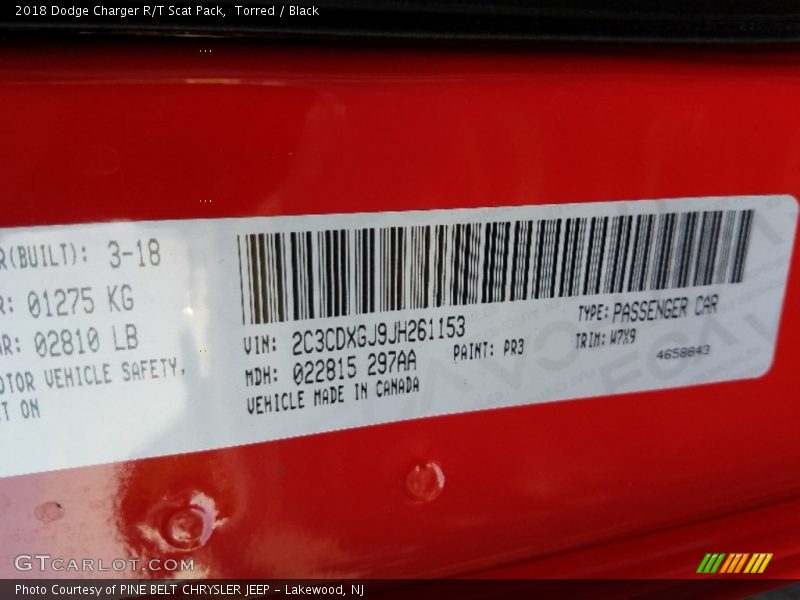 2018 Dodge Charger R/T Scat Pack,  Torred / Black
R(BUILT): 3-18
R: 01275 KG
AR: 02810 LB
OTOR VEHICLE SAFETY,
T ON
VIN: 2C3CDXGJ9JH261153
TYPE: PASSENGER CAR
MDH: 022815 297AA
PAINT: PR3
TRIM: W7X9
VEHICLE MADE IN CANADA
4658843
GTCARLOT.COM
Photo Courtesy of PINE BELT CHRYSLER JEEP - Lakewood, NJ